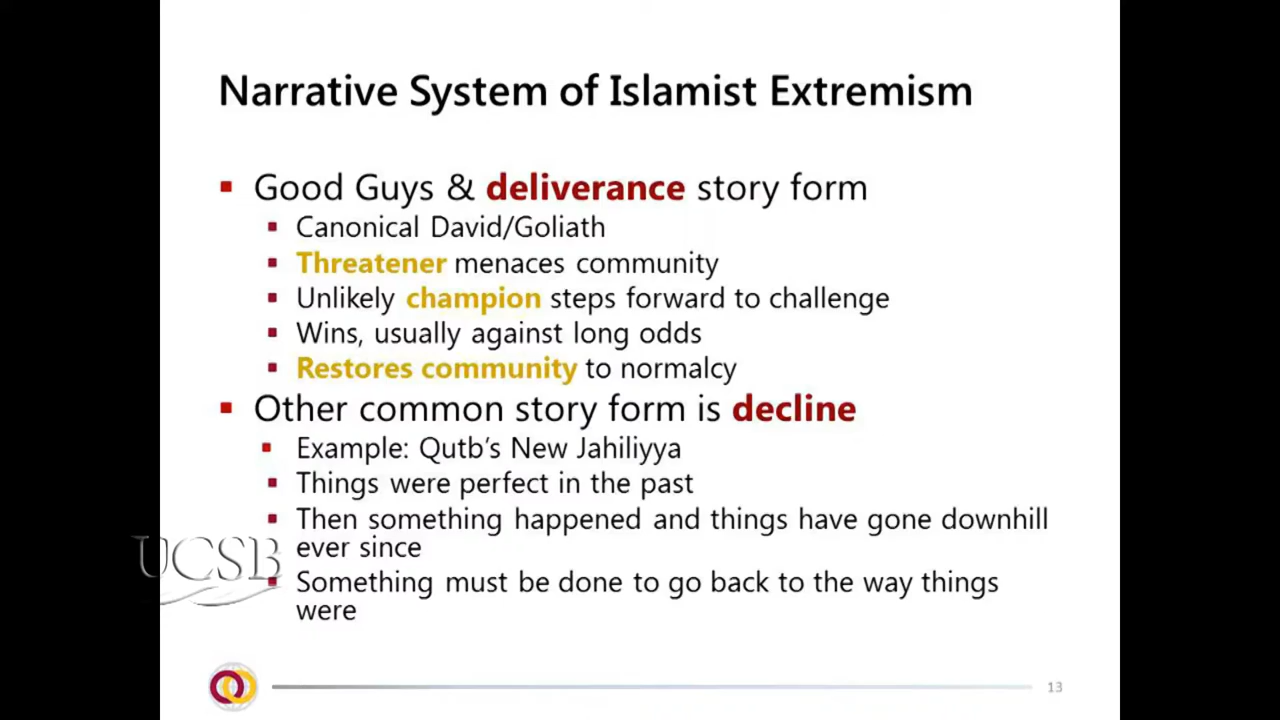 Narrative System of Islamist Extremism
Good Guys & deliverance story form
Canonical David/Goliath
Threatener menaces community
Unlikely champion steps forward to challenge
Wins, usually against long odds
Restores community to normalcy
Other common story form is decline
Example: Qutb's New Jahiliyya
Things were perfect in the past
Then something happened and things have gone downhill
ever since
UCSB
Something must be done to go back to the way things
were
13